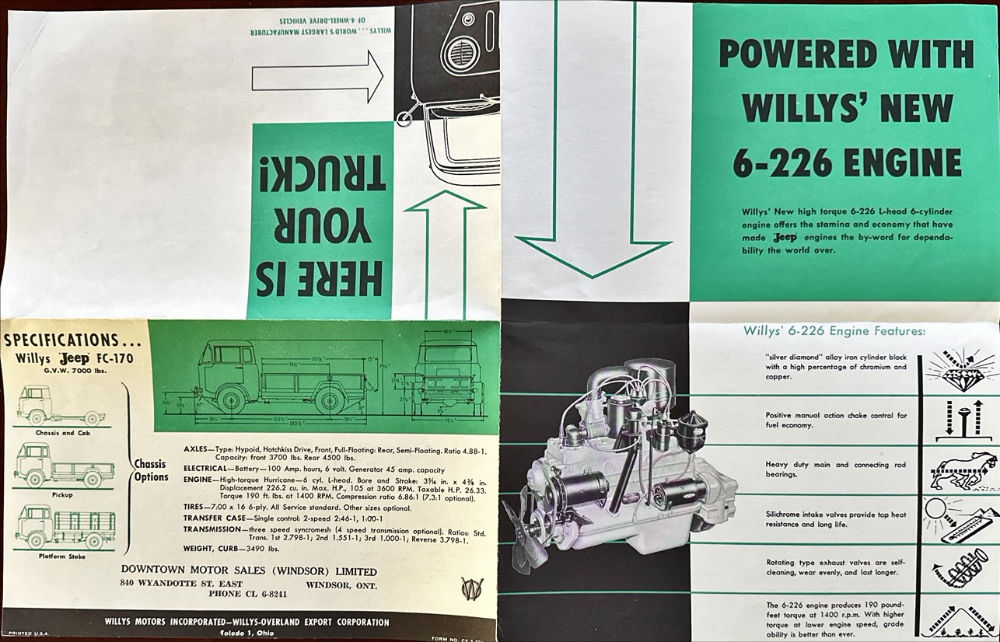 WILLYS...WORLD'S LARGEST MANUFACTURER
OF 4-WHEEL-DRIVE VEHICLES
HERE IS
YOUR
TRUCK!
POWERED WITH
WILLYS' NEW
6-226 ENGINE
Willys' New high torque 6-226 L-head 6-cylinder
engine offers the stamina and economy that have
made Jeep engines the by-word for dependa-
bility the world over.
SPECIFICATIONS...
Willys Jeep FC-170
G.V.W. 7000 lbs.
Chassis and Cab
Pickup
Platform Stake
Chassis
Options
AXLES—Type: Hypoid, Hotchkiss Drive, Front, Full-Floating: Rear, Semi-Floating. Ratio 4.88-1.
Capacity: front 3700 lbs. Rear 4500 lbs.
ELECTRICAL—Battery—100 Amp. hours, 6 volt. Generator 45 amp. capacity
ENGINE—High-torque Hurricane—6 cyl. L-head. Bore and Stroke: 3 5/16 in. x 4 3/8 in.
Displacement 226.2 cu. in. Max. H.P., 105 at 3600 RPM. Taxable H.P. 26.33.
Torque 190 ft. lbs. at 1400 RPM. Compression ratio 6.86:1 (7.3:1 optional).
TIRES—7.00 x 16 6-ply. All Service standard. Other sizes optional.
TRANSFER CASE—Single control: 2-speed 2:46-1, 1:00-1
TRANSMISSION—three speed syncromesh (4 speed transmission optional). Ratios: Std.
Trans. 1st 2.798-1; 2nd 1.551-1; 3rd 1.000-1; Reverse 3.798-1.
WEIGHT, CURB—3490 lbs.
DOWNTOWN MOTOR SALES (WINDSOR) LIMITED
840 WYANDOTTE ST. EAST WINDSOR, ONT.
PHONE CL 6-8241
W
WILLYS MOTORS INCORPORATED—WILLYS-OVERLAND EXPORT CORPORATION
Toledo 1, Ohio
PRINTED U.S.A.
FORM NO.
Willys' 6-226 Engine Features:
"silver diamond" alloy iron cylinder block
with a high percentage of chromium and
copper.
Positive manual action choke control for
fuel economy.
Heavy duty main and connecting rod
bearings.
Silichrome intake valves provide top heat
resistance and long life.
Rotating type exhaust valves are self-
cleaning, wear evenly, and last longer.
The 6-226 engine produces 190 pound-
feet torque at 1400 r.p.m. With higher
torque at lower engine speed, grade
ability is better than ever.